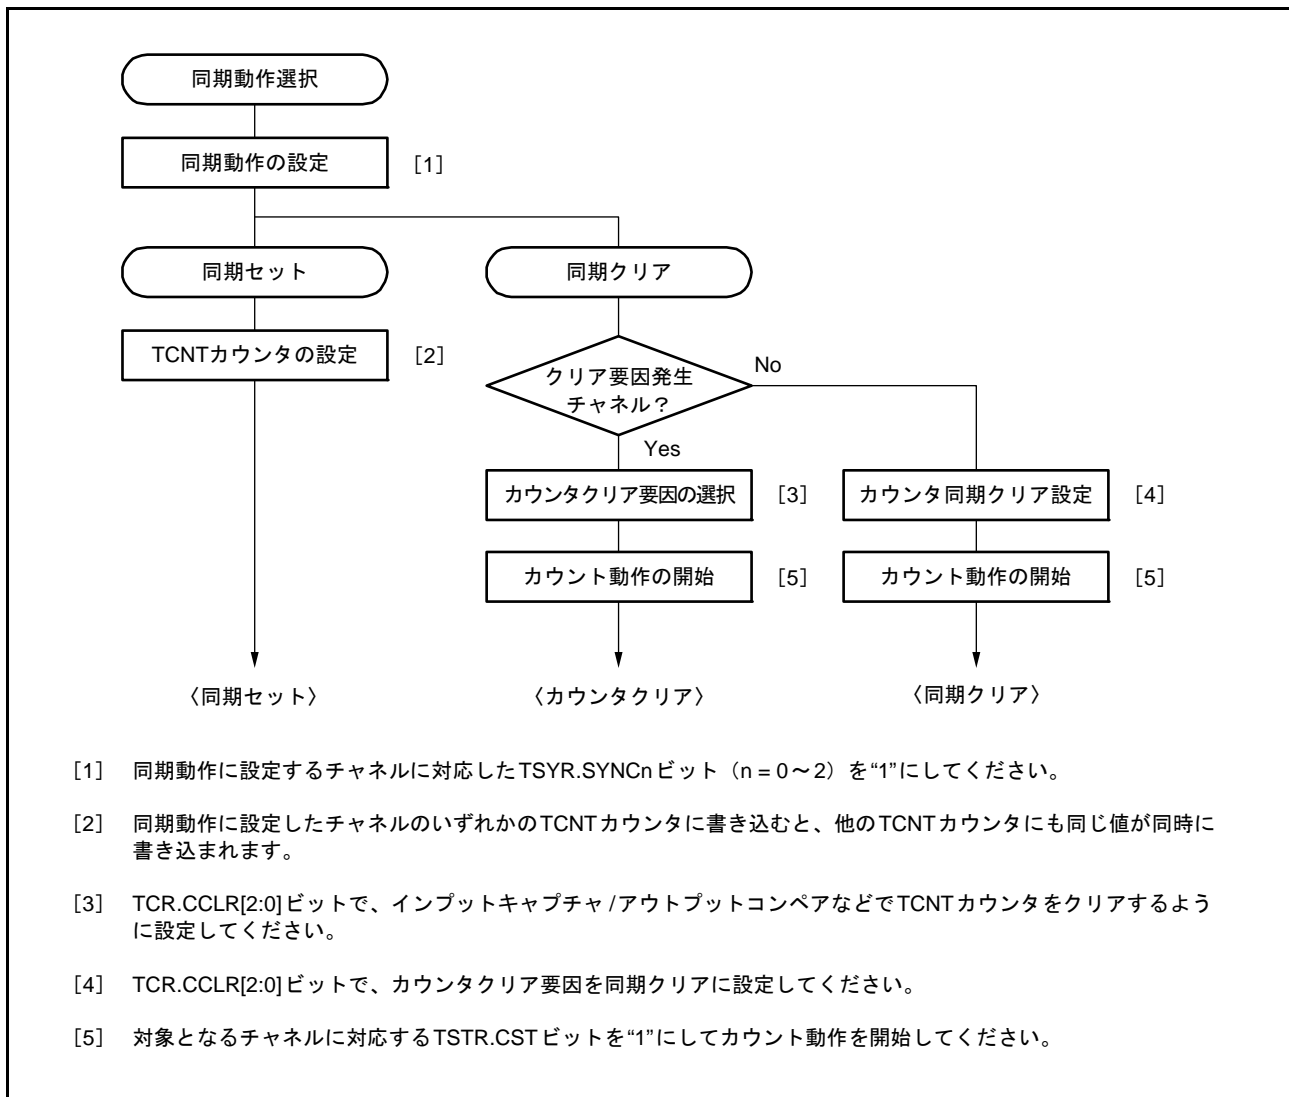 同期動作選択
同期動作の設定 [1]
同期セット
同期クリア
TCNTカウンタの設定 [2]
クリア要因発生
チャネル？
No
Yes
カウンタクリア要因の選択 [3]
カウンタ同期クリア設定 [4]
カウント動作の開始 [5]
カウント動作の開始 [5]
〈同期セット〉
〈カウンタクリア〉
〈同期クリア〉
[1] 同期動作に設定するチャネルに対応したTSYR.SYNCnビット（n = 0～2）を“1”にしてください。
[2] 同期動作に設定したチャネルのいずれかのTCNTカウンタに書き込むと、他のTCNTカウンタにも同じ値が同時に
書き込まれます。
[3] TCR.CCLR[2:0]ビットで、インプットキャプチャ/アウトプットコンペアなどでTCNTカウンタをクリアするよう
に設定してください。
[4] TCR.CCLR[2:0]ビットで、カウンタクリア要因を同期クリアに設定してください。
[5] 対象となるチャネルに対応するTSTR.CSTビットを“1”にしてカウント動作を開始してください。